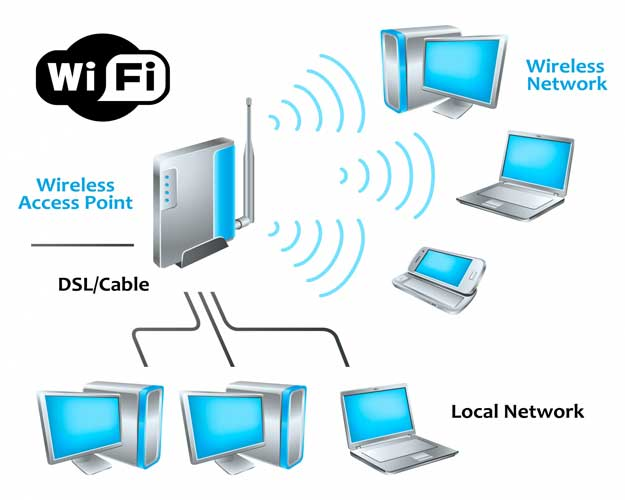 WiFi
Wireless
Network
Wireless
Access Point
DSL/Cable
Local Network